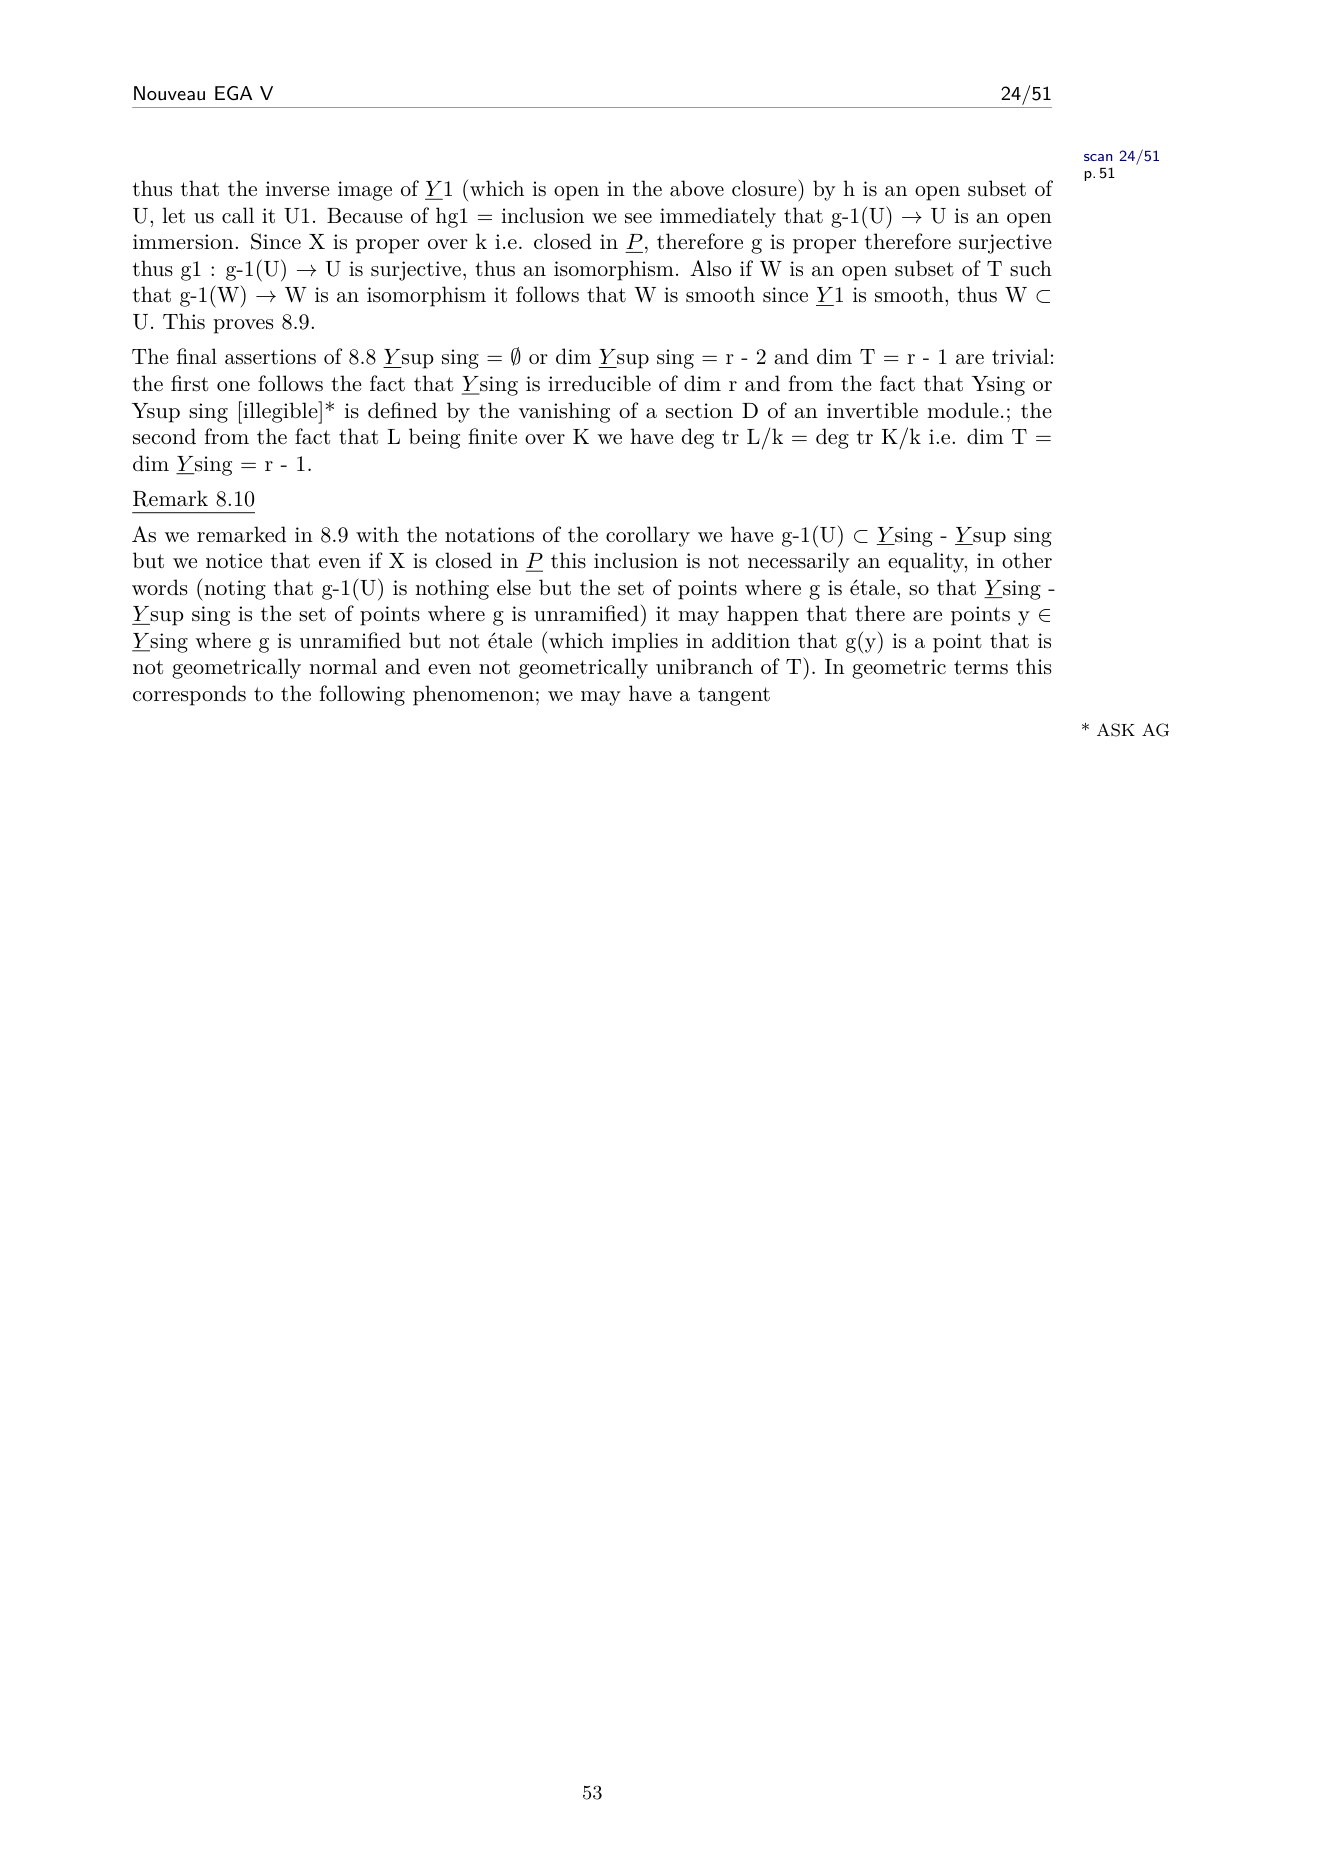 Nouveau EGA V 24/51
scan 24/51
p. 51
thus that the inverse image of Y1 (which is open in the above closure) by h is an open subset of
U, let us call it U1. Because of hg1 = inclusion we see immediately that g-1(U) → U is an open
immersion. Since X is proper over k i.e. closed in P, therefore g is proper therefore surjective
thus g1 : g-1(U) → U is surjective, thus an isomorphism. Also if W is an open subset of T such
that g-1(W) → W is an isomorphism it follows that W is smooth since Y1 is smooth, thus W ⊂
U. This proves 8.9.
The final assertions of 8.8 Ysup sing = ∅ or dim Ysup sing = r - 2 and dim T = r - 1 are trivial:
the first one follows the fact that Ysing is irreducible of dim r and from the fact that Ysing or
Ysup sing [illegible]* is defined by the vanishing of a section D of an invertible module.; the
second from the fact that L being finite over K we have deg tr L/k = deg tr K/k i.e. dim T =
dim Ysing = r - 1.
Remark 8.10
As we remarked in 8.9 with the notations of the corollary we have g-1(U) ⊂ Ysing - Ysup sing
but we notice that even if X is closed in P this inclusion is not necessarily an equality, in other
words (noting that g-1(U) is nothing else but the set of points where g is étale, so that Ysing -
Ysup sing is the set of points where g is unramified) it may happen that there are points y ∈
Ysing where g is unramified but not étale (which implies in addition that g(y) is a point that is
not geometrically normal and even not geometrically unibranch of T). In geometric terms this
corresponds to the following phenomenon; we may have a tangent
* ASK AG
53